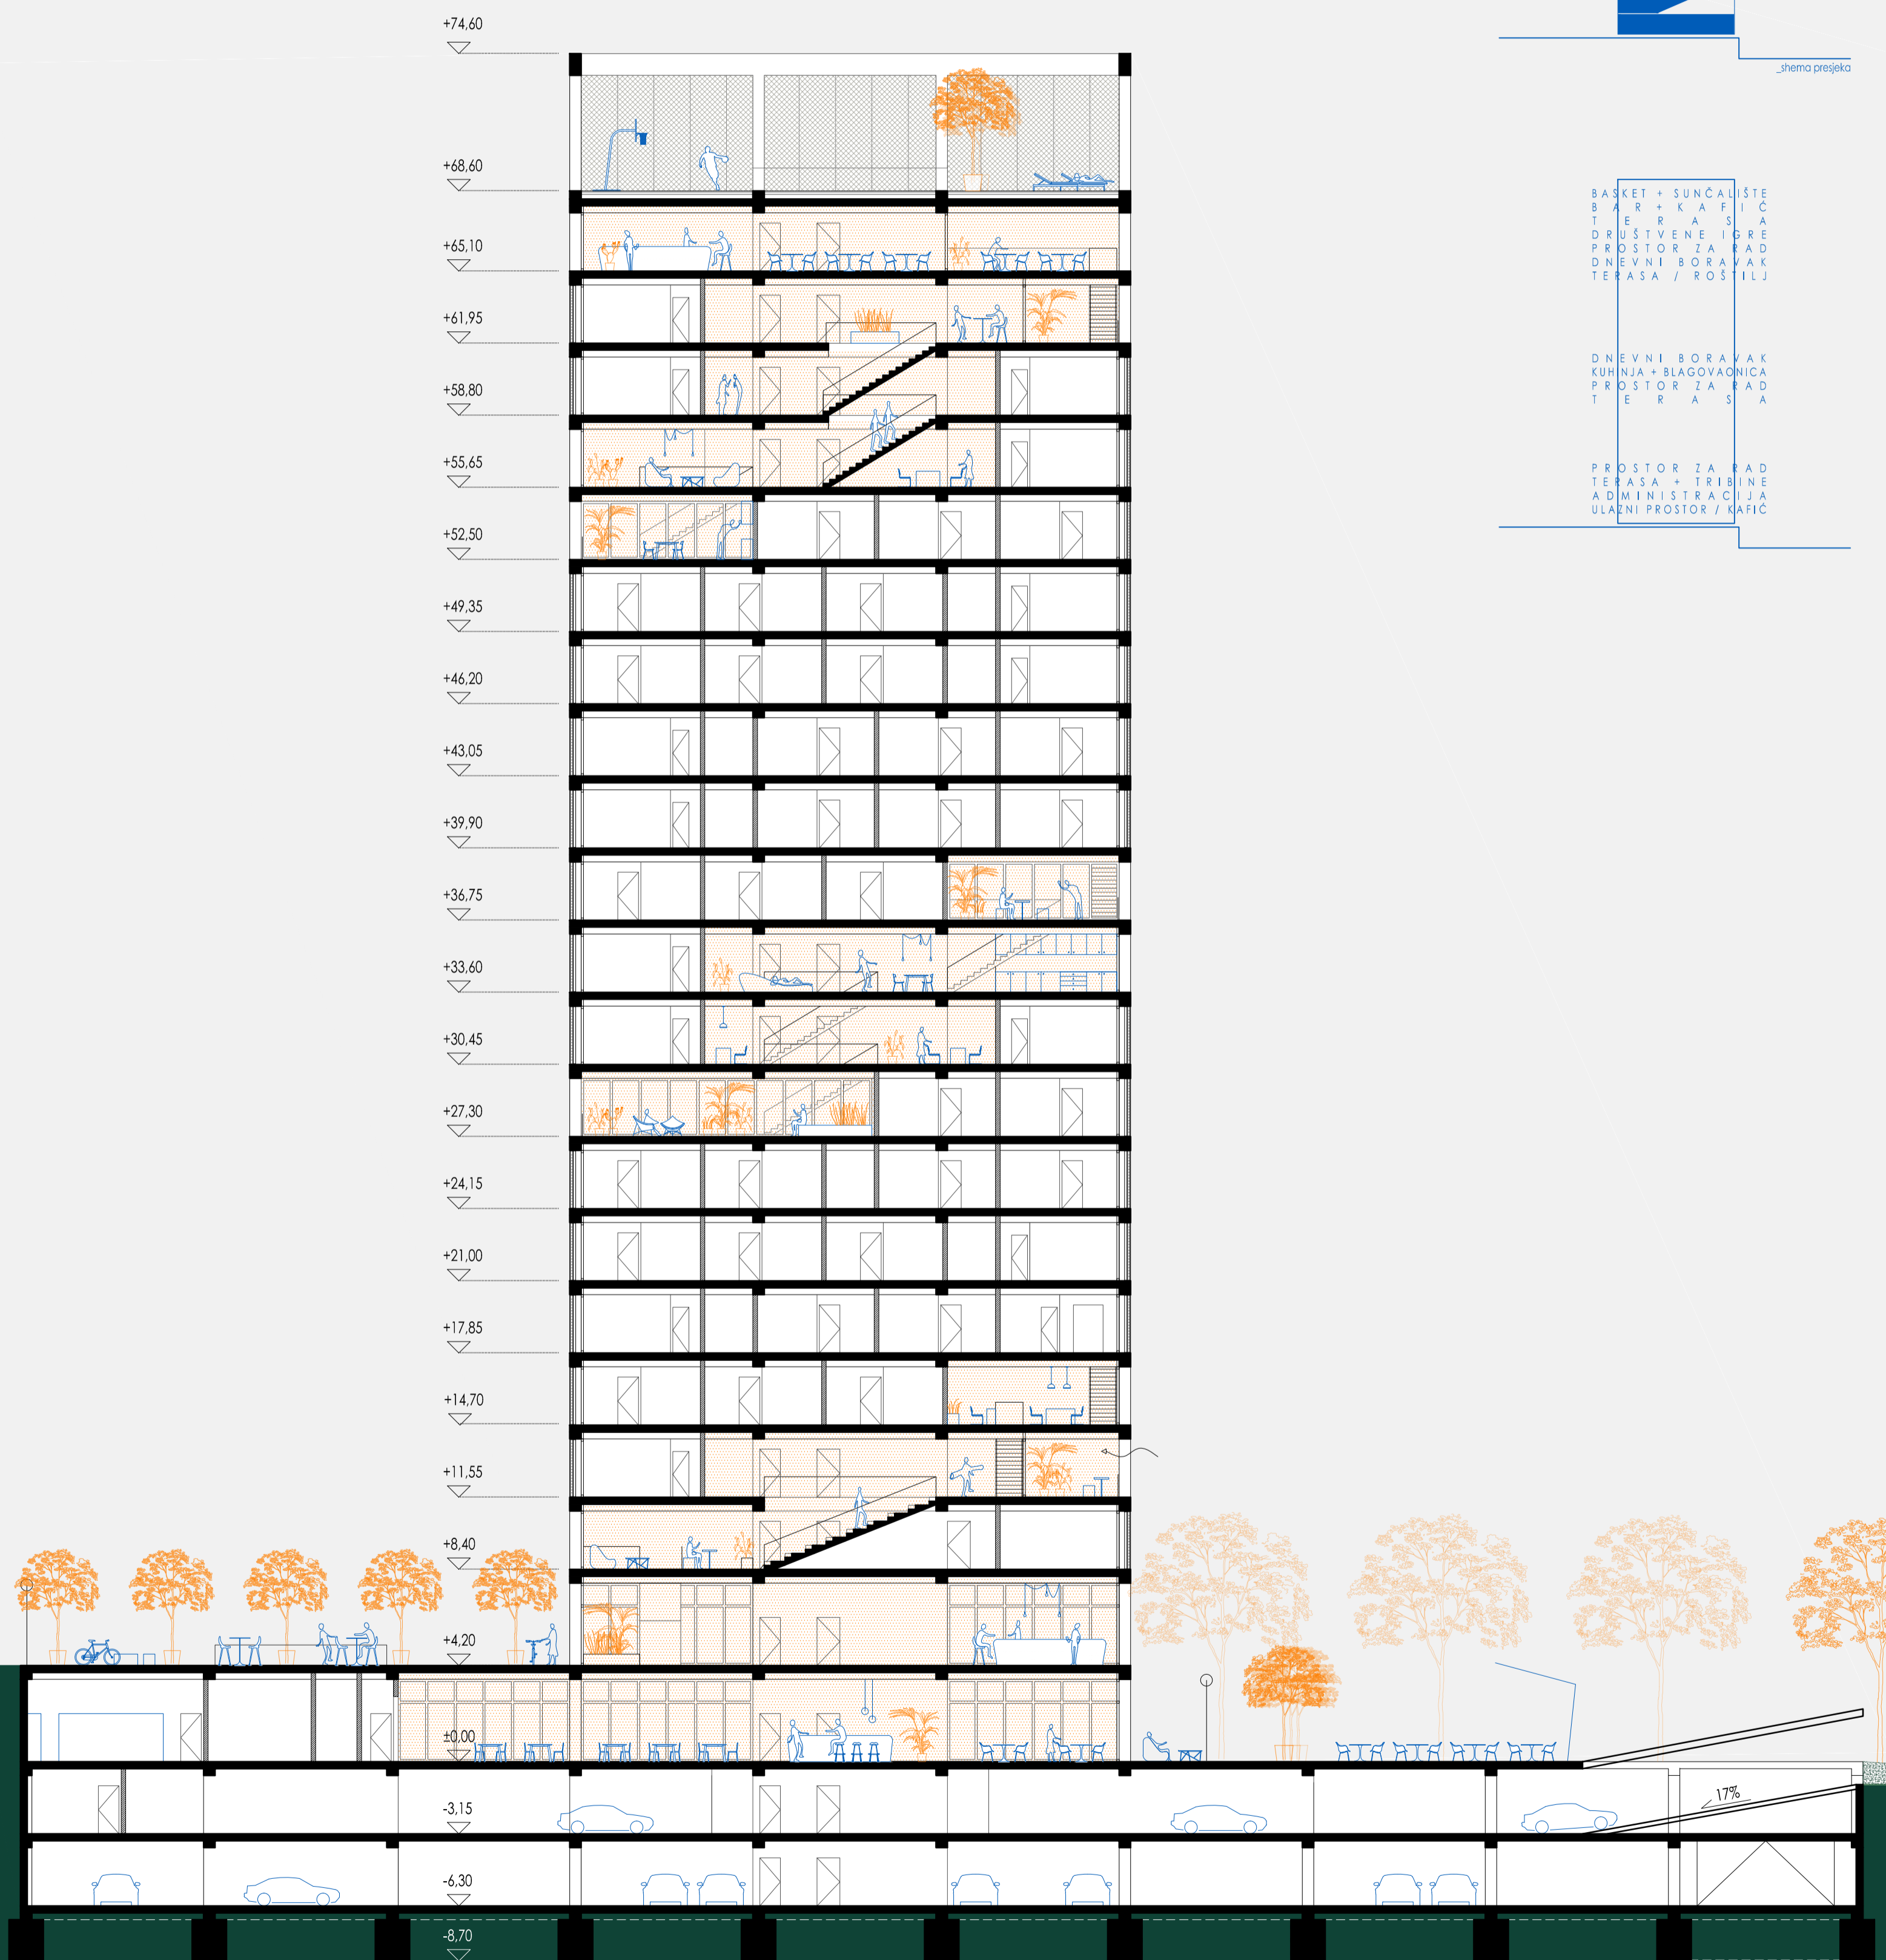 +74,60
_shema presjeka
+68,60
BASKET + SUNČALIŠTE
BAR + KAFIĆ
TERASA
DRUŠTVENE IGRE
PROSTOR ZA RAD
DNEVNI BORAVAK
TERASA / ROŠTILJ
+65,10
+61,95
DNEVNI BORAVAK
KUHINJA + BLAGOVAONICA
PROSTOR ZA RAD
TERASA
+58,80
+55,65
PROSTOR ZA RAD
TERASA + TRIBINE
ADMINISTRACIJA
ULAZNI PROSTOR / KAFIĆ
+52,50
+49,35
+46,20
+43,05
+39,90
+36,75
+33,60
+30,45
+27,30
+24,15
+21,00
+17,85
+14,70
+11,55
+8,40
+4,20
±0,00
-3,15
17%
-6,30
-8,70